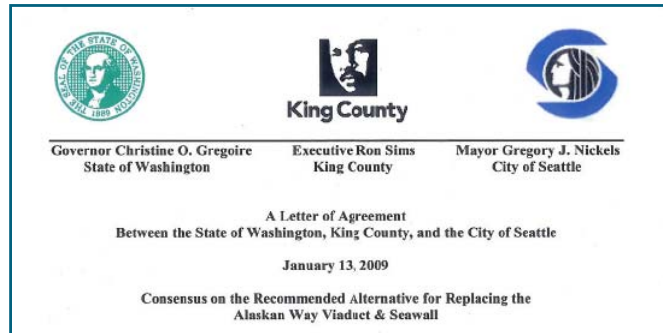 THE SEAL OF THE STATE OF WASHINGTON
1889
King County
Governor Christine O. Gregoire
State of Washington
Executive Ron Sims
King County
Mayor Gregory J. Nickels
City of Seattle
A Letter of Agreement
Between the State of Washington, King County, and the City of Seattle
January 13, 2009
Consensus on the Recommended Alternative for Replacing the
Alaskan Way Viaduct & Seawall